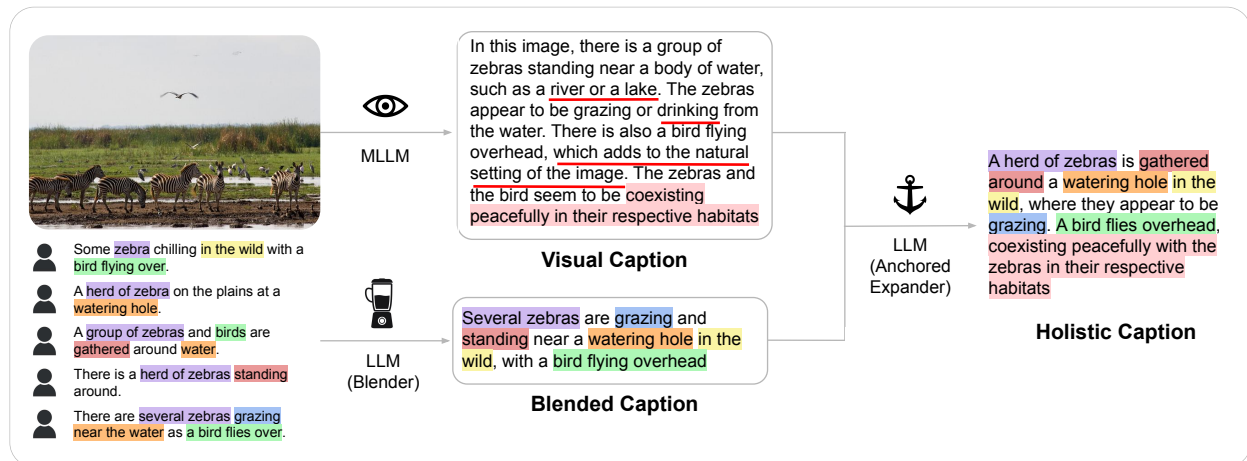 In this image, there is a group of
zebras standing near a body of water,
such as a river or a lake. The zebras
appear to be grazing or drinking from
the water. There is also a bird flying
overhead, which adds to the natural
setting of the image. The zebras and
the bird seem to be coexisting
peacefully in their respective habitats
Visual Caption
MLLM
Some zebra chilling in the wild with a
bird flying over.
A herd of zebra on the plains at a
watering hole.
A group of zebras and birds are
gathered around water.
There is a herd of zebras standing
around.
There are several zebras grazing
near the water as a bird flies over.
LLM
(Blender)
Several zebras are grazing and
standing near a watering hole in the
wild, with a bird flying overhead
Blended Caption
LLM
(Anchored
Expander)
A herd of zebras is gathered
around a watering hole in the
wild, where they appear to be
grazing. A bird flies overhead,
coexisting peacefully with the
zebras in their respective
habitats
Holistic Caption